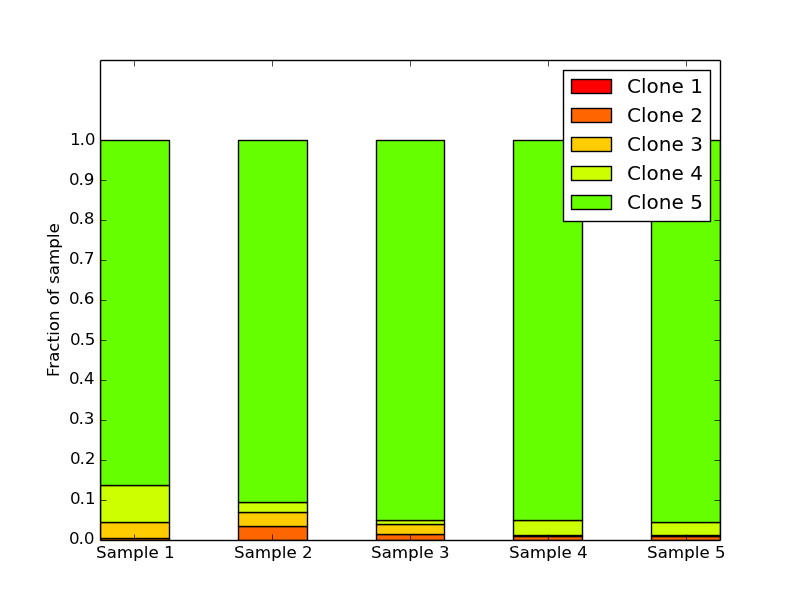 Clone 1
Clone 2
Clone 3
Clone 4
Clone 5
Fraction of sample
1.0
0.9
0.8
0.7
0.6
0.5
0.4
0.3
0.2
0.1
0.0
Sample 1 Sample 2 Sample 3 Sample 4 Sample 5